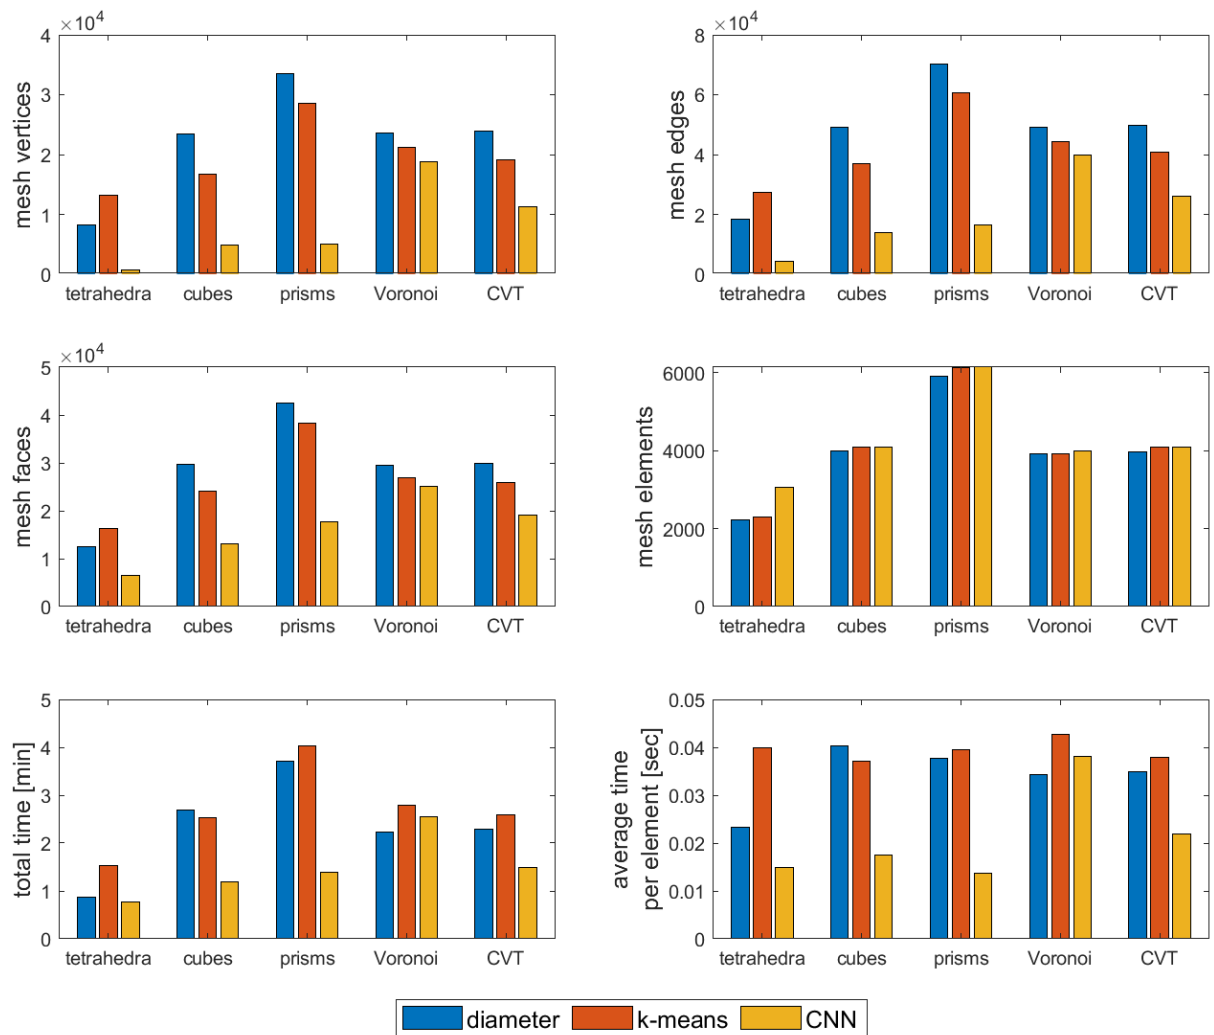 ×10⁴
4
3
2
1
0
mesh vertices
tetrahedra cubes prisms Voronoi CVT
×10⁴
8
6
4
2
0
mesh edges
tetrahedra cubes prisms Voronoi CVT
×10⁴
5
4
3
2
1
0
mesh faces
tetrahedra cubes prisms Voronoi CVT
6000
4000
2000
0
mesh elements
tetrahedra cubes prisms Voronoi CVT
5
4
3
2
1
0
total time [min]
tetrahedra cubes prisms Voronoi CVT
0.05
0.04
0.03
0.02
0.01
0
average time
per element [sec]
tetrahedra cubes prisms Voronoi CVT
diameter k-means CNN